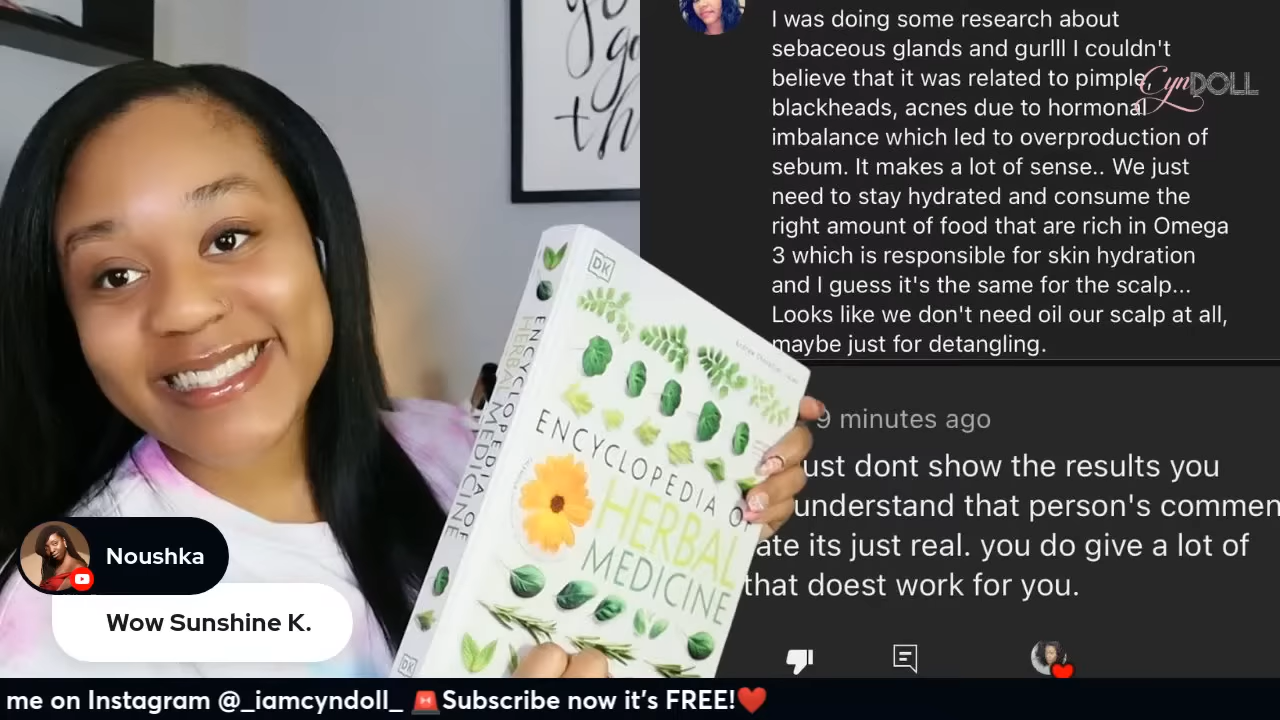 I was doing some research about
sebaceous glands and gurlll I couldn't
believe that it was related to pimple,
blackheads, acnes due to hormonal
imbalance which led to overproduction of
sebum. It makes a lot of sense.. We just
need to stay hydrated and consume the
right amount of food that are rich in Omega
3 which is responsible for skin hydration
and I guess it's the same for the scalp...
Looks like we don't need oil our scalp at all,
maybe just for detangling.
CynDOLL
9 minutes ago
ust dont show the results you
understand that person's commen
ate its just real. you do give a lot of
that doest work for you.
DK
ENCYCLOPEDIA OF
HERBAL
MEDICINE
ENCYCLOPEDIA OF
HERBAL MEDICINE
DK
Noushka
Wow Sunshine K.
me on Instagram @_iamcyndoll_ 🚨Subscribe now it's FREE!❤️